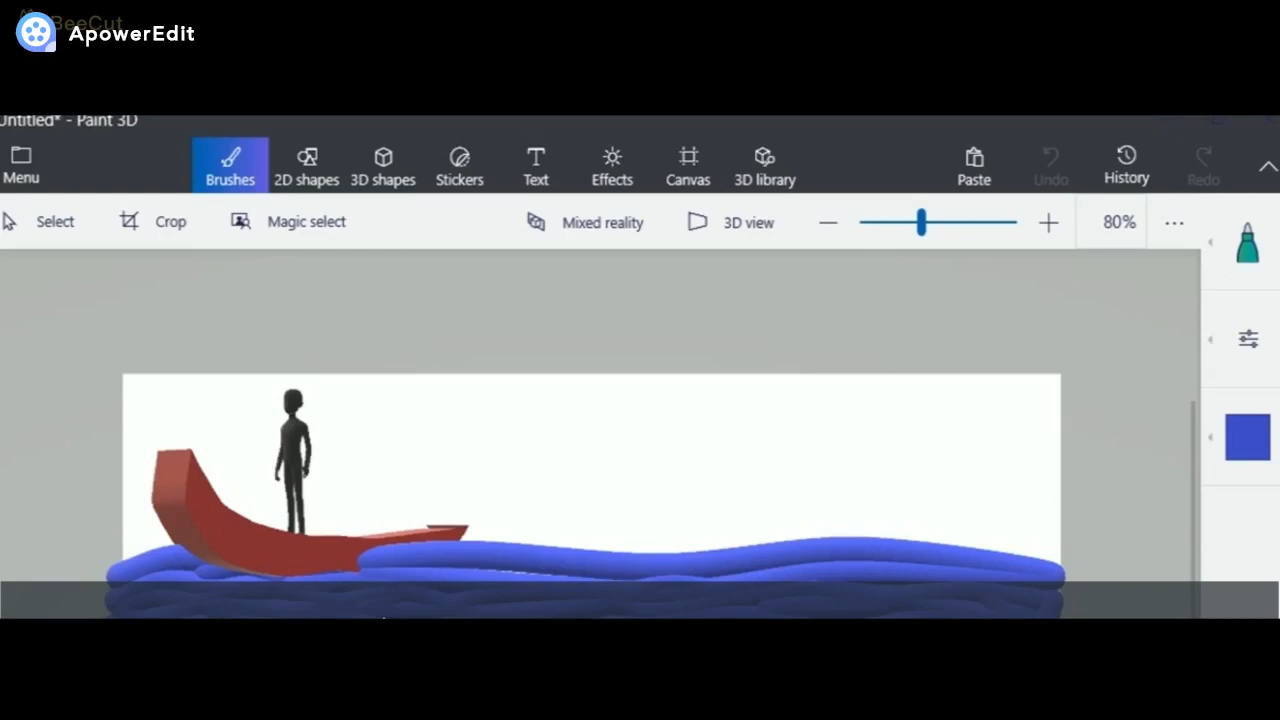 BeeCut
ApowerEdit
Untitled* - Paint 3D
Menu
Brushes
2D shapes
3D shapes
Stickers
Text
Effects
Canvas
3D library
Paste
Undo
History
Redo
Select
Crop
Magic select
Mixed reality
3D view
80%